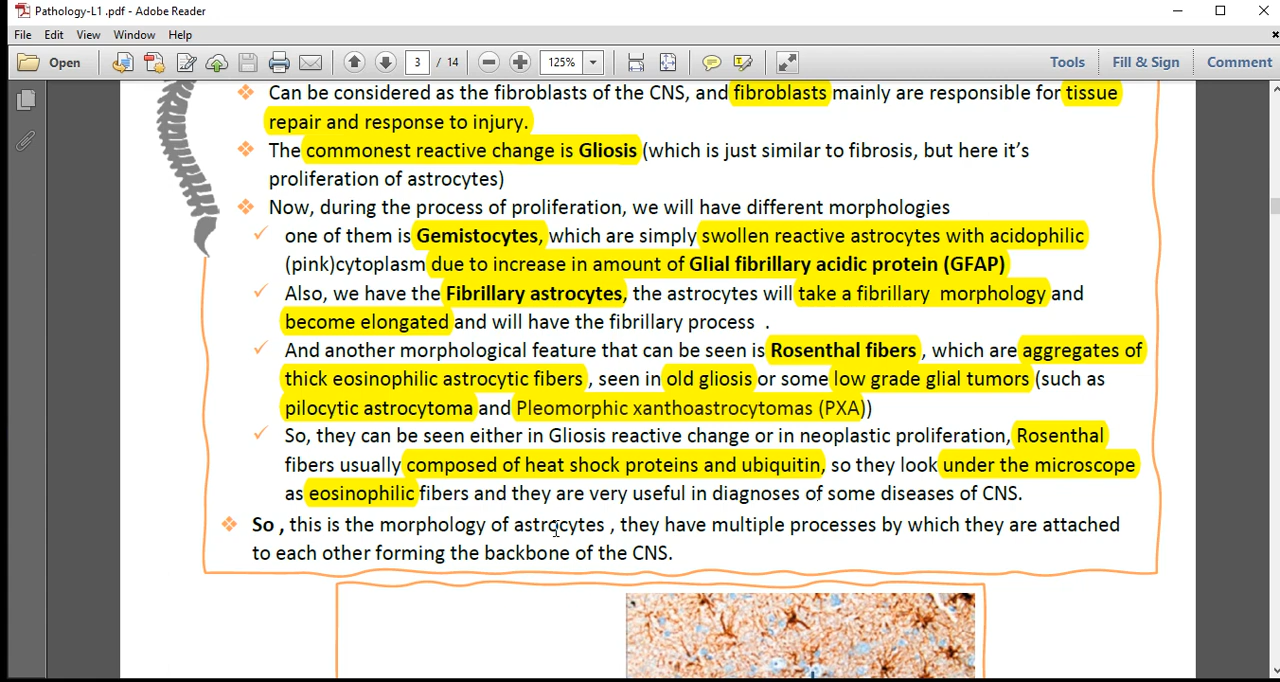 Pathology-L1 .pdf - Adobe Reader
File Edit View Window Help
Open 3 / 14 125% Tools Fill & Sign Comment
Can be considered as the fibroblasts of the CNS, and fibroblasts mainly are responsible for tissue
repair and response to injury.
The commonest reactive change is Gliosis (which is just similar to fibrosis, but here it's
proliferation of astrocytes)
Now, during the process of proliferation, we will have different morphologies
one of them is Gemistocytes, which are simply swollen reactive astrocytes with acidophilic
(pink)cytoplasm due to increase in amount of Glial fibrillary acidic protein (GFAP)
Also, we have the Fibrillary astrocytes, the astrocytes will take a fibrillary morphology and
become elongated and will have the fibrillary process .
And another morphological feature that can be seen is Rosenthal fibers , which are aggregates of
thick eosinophilic astrocytic fibers , seen in old gliosis or some low grade glial tumors (such as
pilocytic astrocytoma and Pleomorphic xanthoastrocytomas (PXA))
So, they can be seen either in Gliosis reactive change or in neoplastic proliferation, Rosenthal
fibers usually composed of heat shock proteins and ubiquitin, so they look under the microscope
as eosinophilic fibers and they are very useful in diagnoses of some diseases of CNS.
So , this is the morphology of astrocytes , they have multiple processes by which they are attached
to each other forming the backbone of the CNS.